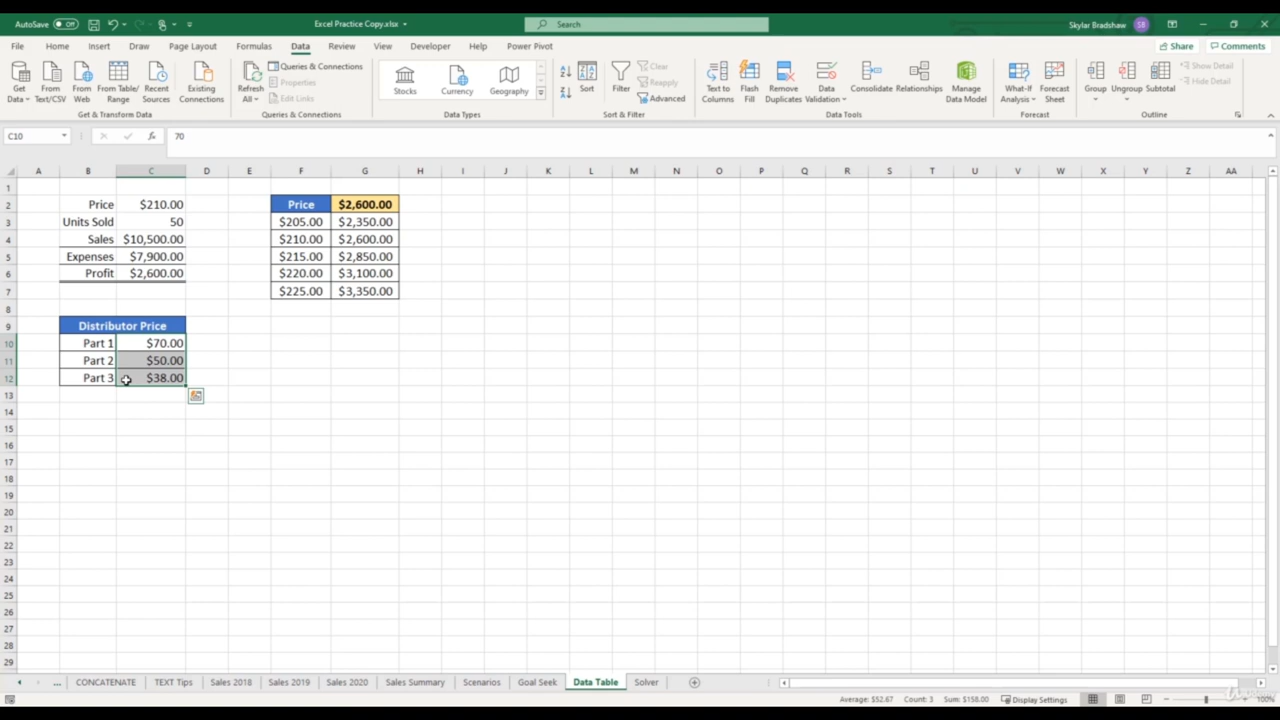 AutoSave Off Excel Practice Copy.xlsx Search Skylar Bradshaw SB
File Home Insert Draw Page Layout Formulas Data Review View Developer Help Power Pivot Share Comments
Get Data From Text/CSV From Web From Table/ Range Recent Sources Existing Connections
Get & Transform Data
Refresh All Queries & Connections Properties Edit Links
Queries & Connections
Stocks Currency Geography
Data Types
Sort Filter Clear Reapply Advanced
Sort & Filter
Text to Columns Flash Fill Remove Duplicates Data Validation Consolidate Relationships Manage Data Model
Data Tools
What-If Analysis Forecast Sheet
Forecast
Group Ungroup Subtotal Show Detail Hide Detail
Outline
C10 fx 70
A B C D E F G H I J K L M N O P Q R S T U V W X Y Z AA
1
2 Price $210.00 Price $2,600.00
3 Units Sold 50 $205.00 $2,350.00
4 Sales $10,500.00 $210.00 $2,600.00
5 Expenses $7,900.00 $215.00 $2,850.00
6 Profit $2,600.00 $220.00 $3,100.00
7 $225.00 $3,350.00
8
9 Distributor Price
10 Part 1 $70.00
11 Part 2 $50.00
12 Part 3 $38.00
13
14
15
16
17
18
19
20
21
22
23
24
25
26
27
28
29
... CONCATENATE TEXT Tips Sales 2018 Sales 2019 Sales 2020 Sales Summary Scenarios Goal Seek Data Table Solver
Average: $52.67 Count: 3 Sum: $158.00 Display Settings 100%